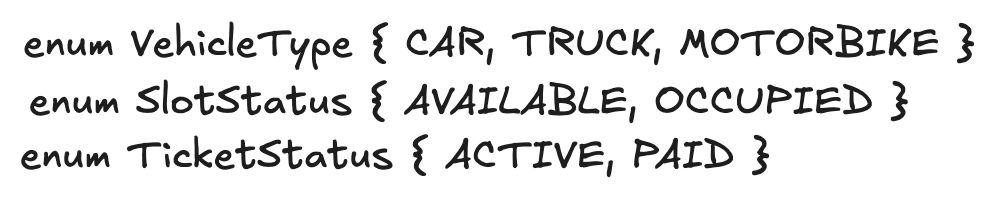 enum VehicleType { CAR, TRUCK, MOTORBIKE }
enum SlotStatus { AVAILABLE, OCCUPIED }
enum TicketStatus { ACTIVE, PAID }